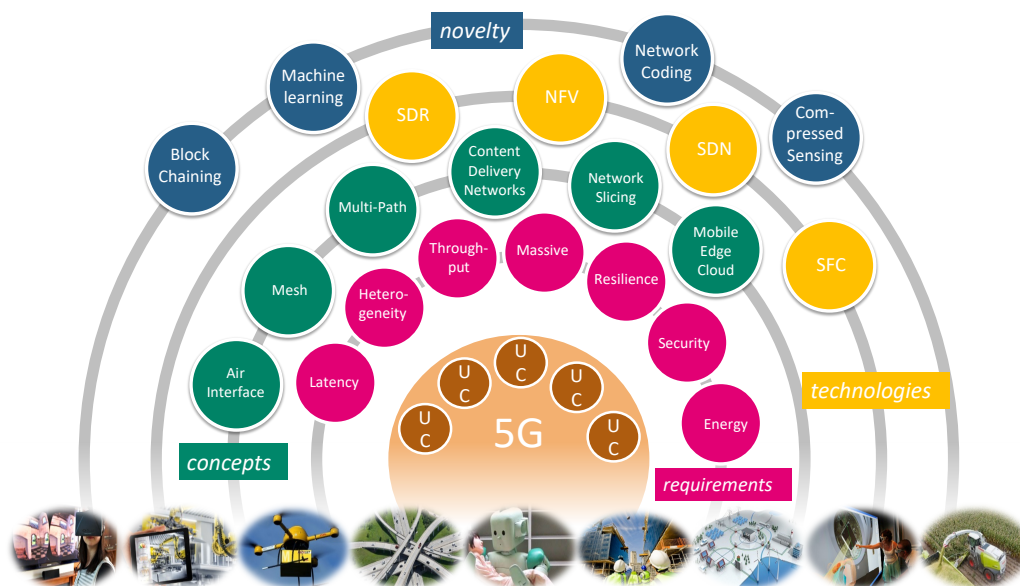 novelty
Network
Coding
Machine
learning
Com-
pressed
Sensing
Block
Chaining
SDR
NFV
SDN
SFC
technologies
Content
Delivery
Networks
Network
Slicing
Multi-Path
Mobile
Edge
Cloud
Mesh
Air
Interface
concepts
Through-
put
Massive
Resilience
Hetero-
geneity
Security
Latency
Energy
requirements
U
C
U
C
U
C
U
C
U
C
5G